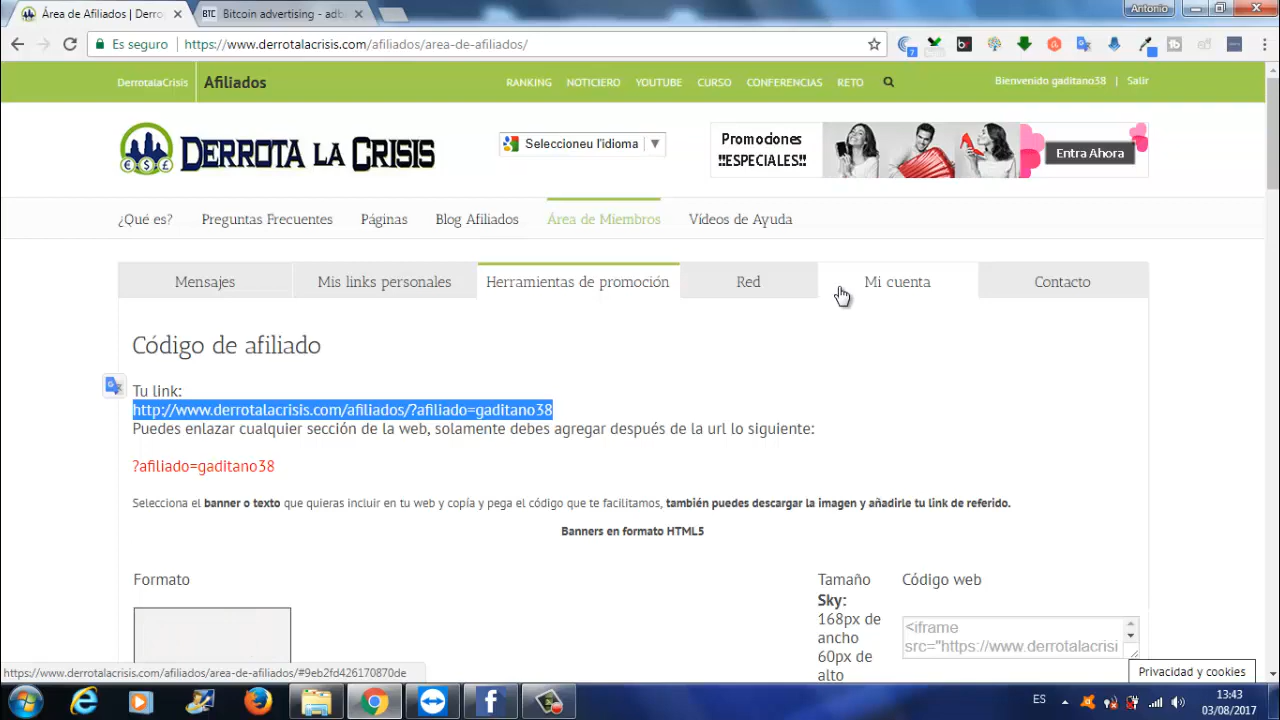 Antonio
Área de Afiliados | Derro
Bitcoin advertising - adb
Es seguro
https://www.derrotalacrisis.com/afiliados/area-de-afiliados/
DerrotalaCrisis
Afiliados
RANKING
NOTICIERO
YOUTUBE
CURSO
CONFERENCIAS
RETO
Bienvenido gaditano38 | Salir
DERROTA LA CRISIS
Seleccioneu l'idioma
Promociones
!!ESPECIALES!!
Entra Ahora
¿Qué es?
Preguntas Frecuentes
Páginas
Blog Afiliados
Área de Miembros
Vídeos de Ayuda
Mensajes
Mis links personales
Herramientas de promoción
Red
Mi cuenta
Contacto
Código de afiliado
Tu link:
http://www.derrotalacrisis.com/afiliados/?afiliado=gaditano38
Puedes enlazar cualquier sección de la web, solamente debes agregar después de la url lo siguiente:
?afiliado=gaditano38
Selecciona el banner o texto que quieras incluir en tu web y copía y pega el código que te facilitamos, también puedes descargar la imagen y añadirle tu link de referido.
Banners en formato HTML5
Formato
Tamaño
Código web
Sky:
168px de
ancho
60px de
alto
<iframe
src="https://www.derrotalacrisi
https://www.derrotalacrisis.com/afiliados/area-de-afiliados/#9eb2fd426170870de
Privacidad y cookies
ES
13:43
03/08/2017